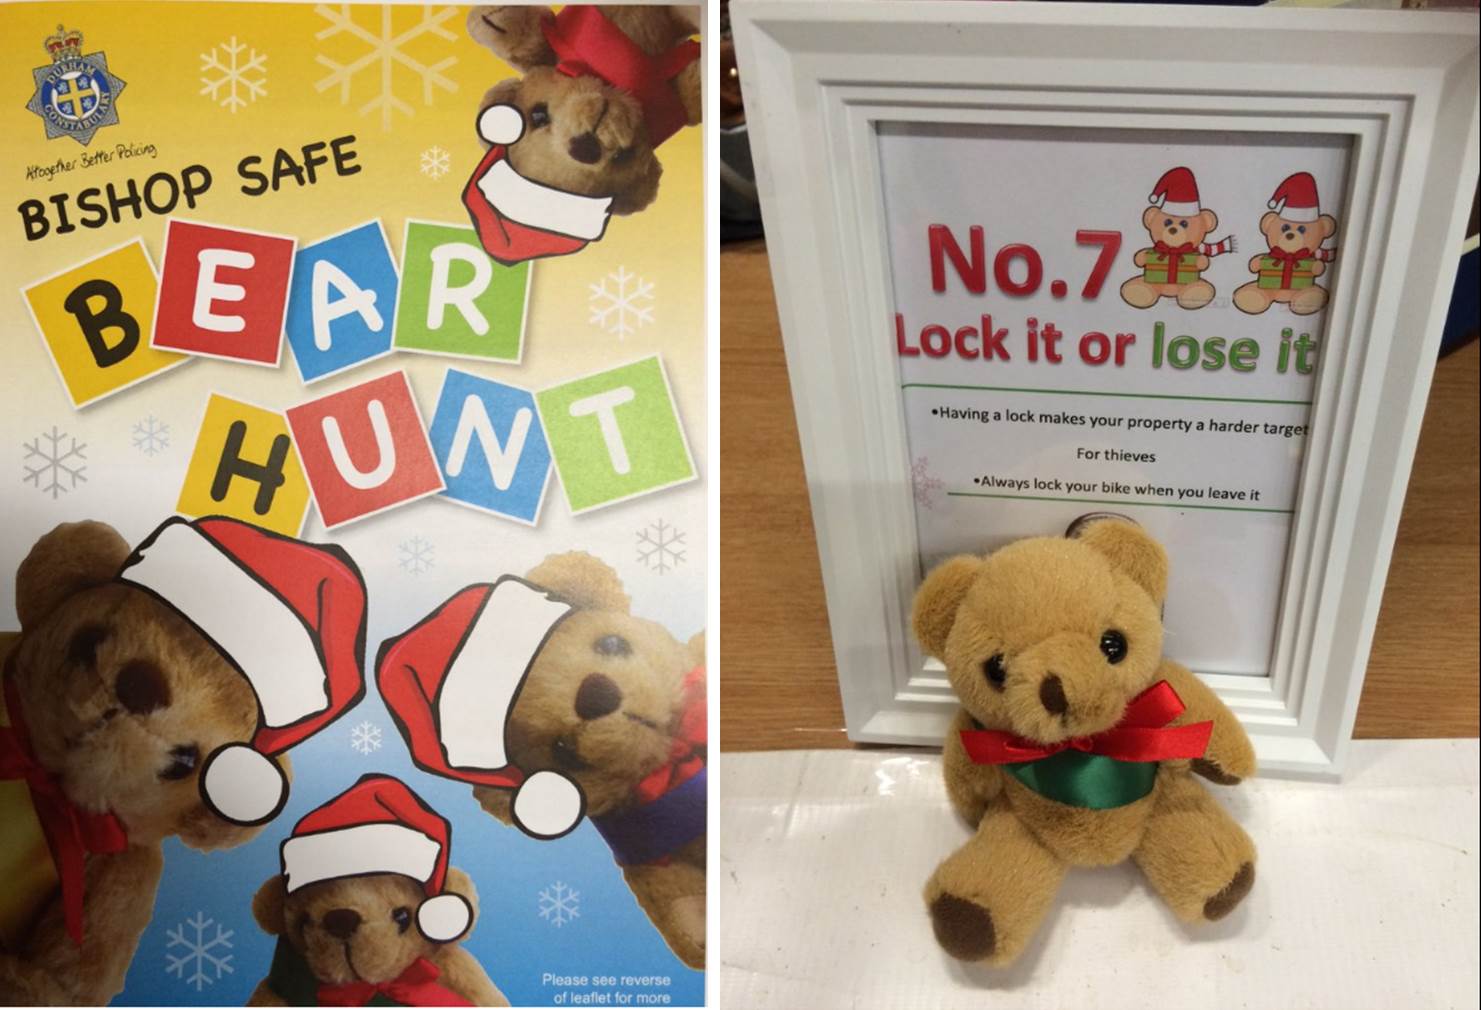 DURHAM
CONSTABULARY
Altogether Better Policing
BISHOP SAFE
BEAR
HUNT
Please see reverse
of leaflet for more
No.7
Lock it or lose it
•Having a lock makes your property a harder target
For thieves
•Always lock your bike when you leave it